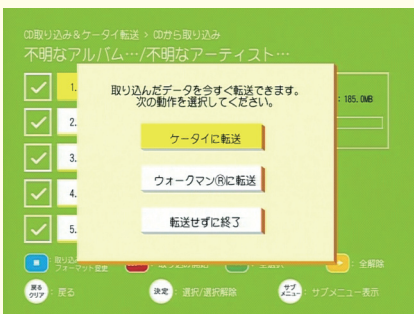 CD取り込み&ケータイ転送 > CDから取り込み
不明なアルバム…/不明なアーティスト…
1.
2.
3.
4.
5.
: 185.0MB
取り込んだデータを今すぐ転送できます。
次の動作を選択してください。
ケータイに転送
ウォークマン®に転送
転送せずに終了
取り込み
フォーマット変更
: 全解除
戻る
クリア
: 戻る
決定
: 選択/選択解除
サブ
メニュー
: サブメニュー表示